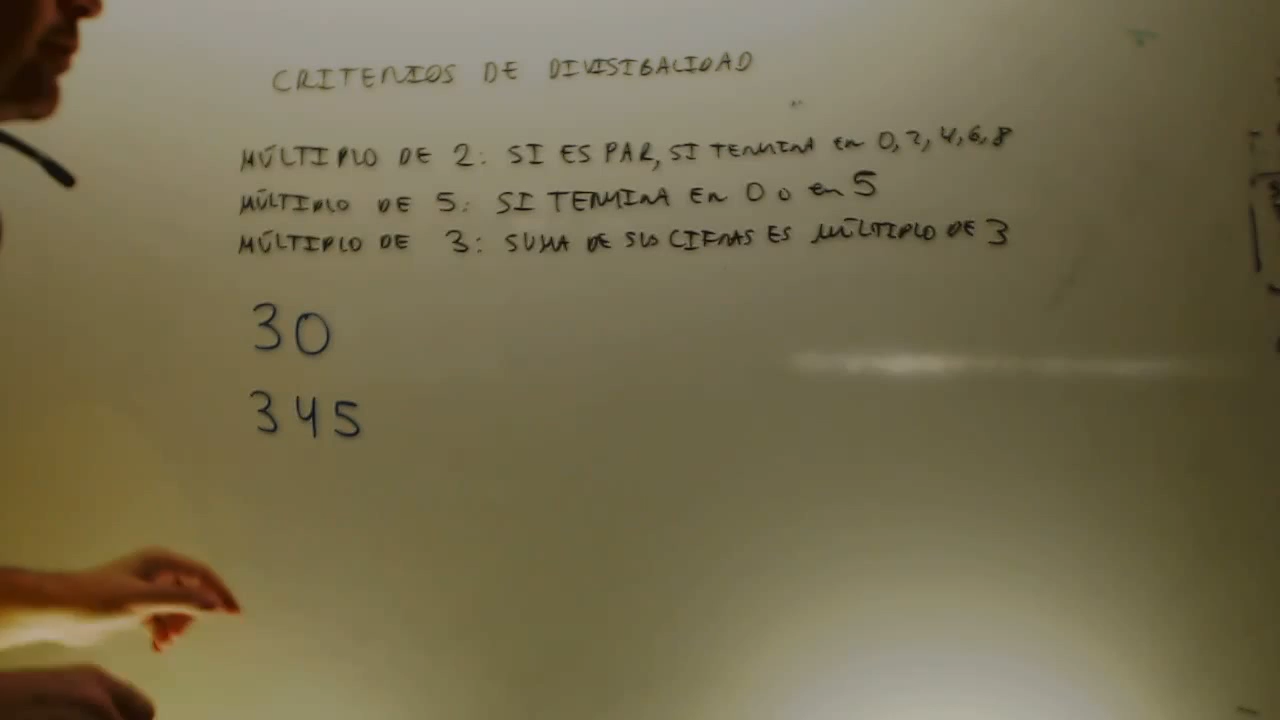 CRITERIOS DE DIVISIBALIDAD
MÚLTIPLO DE 2: SI ES PAR, SI TERMINA en 0, 2, 4, 6, 8
MÚLTIPLO DE 5: SI TERMINA En 0 o en 5
MÚLTIPLO DE 3: SUMA DE SUS CIFRAS ES MÚLTIPLO DE 3
30
345